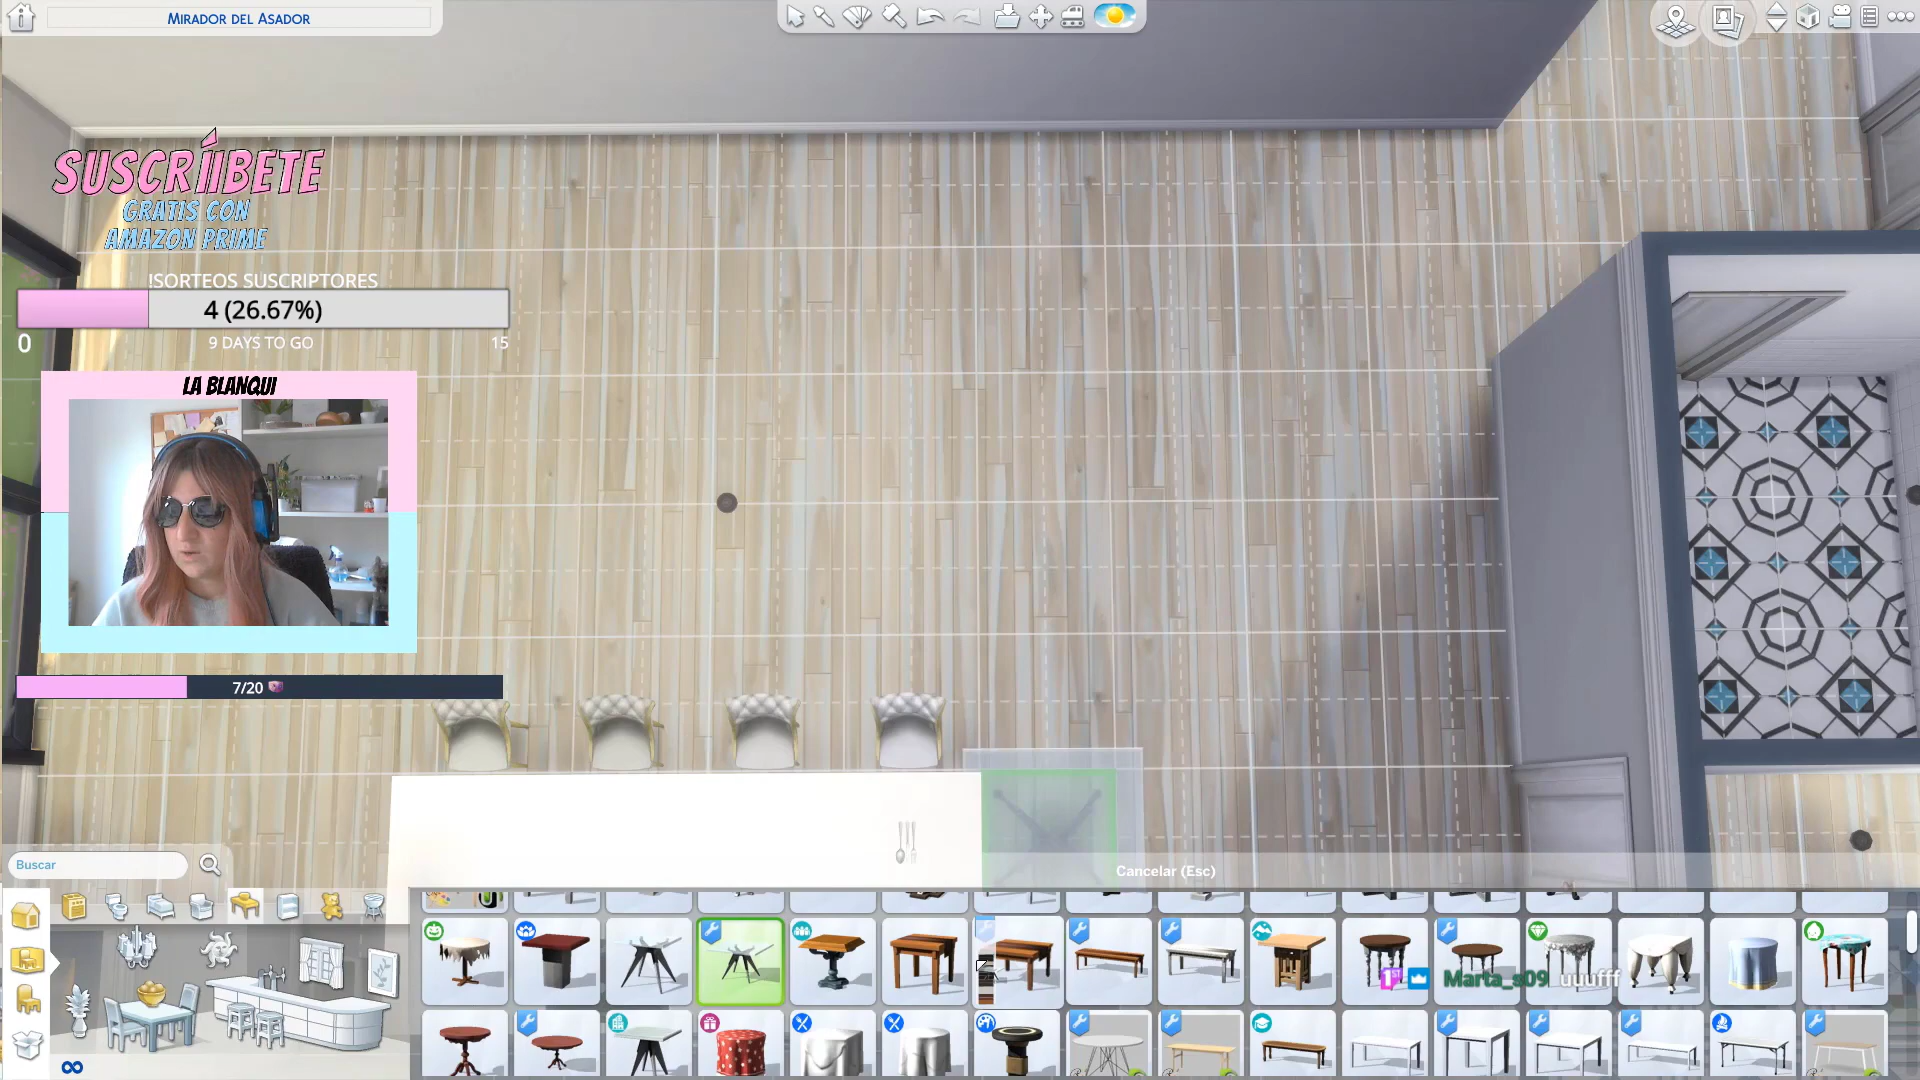 MIRADOR DEL ASADOR
SUSCRÍIBETE
GRATIS CON
AMAZON PRIME
!SORTEOS SUSCRIPTORES
4 (26.67%)
0
9 DAYS TO GO
15
LA BLANQUI
7/20
Buscar
Cancelar (Esc)
1ST Marta_s09 uuufff